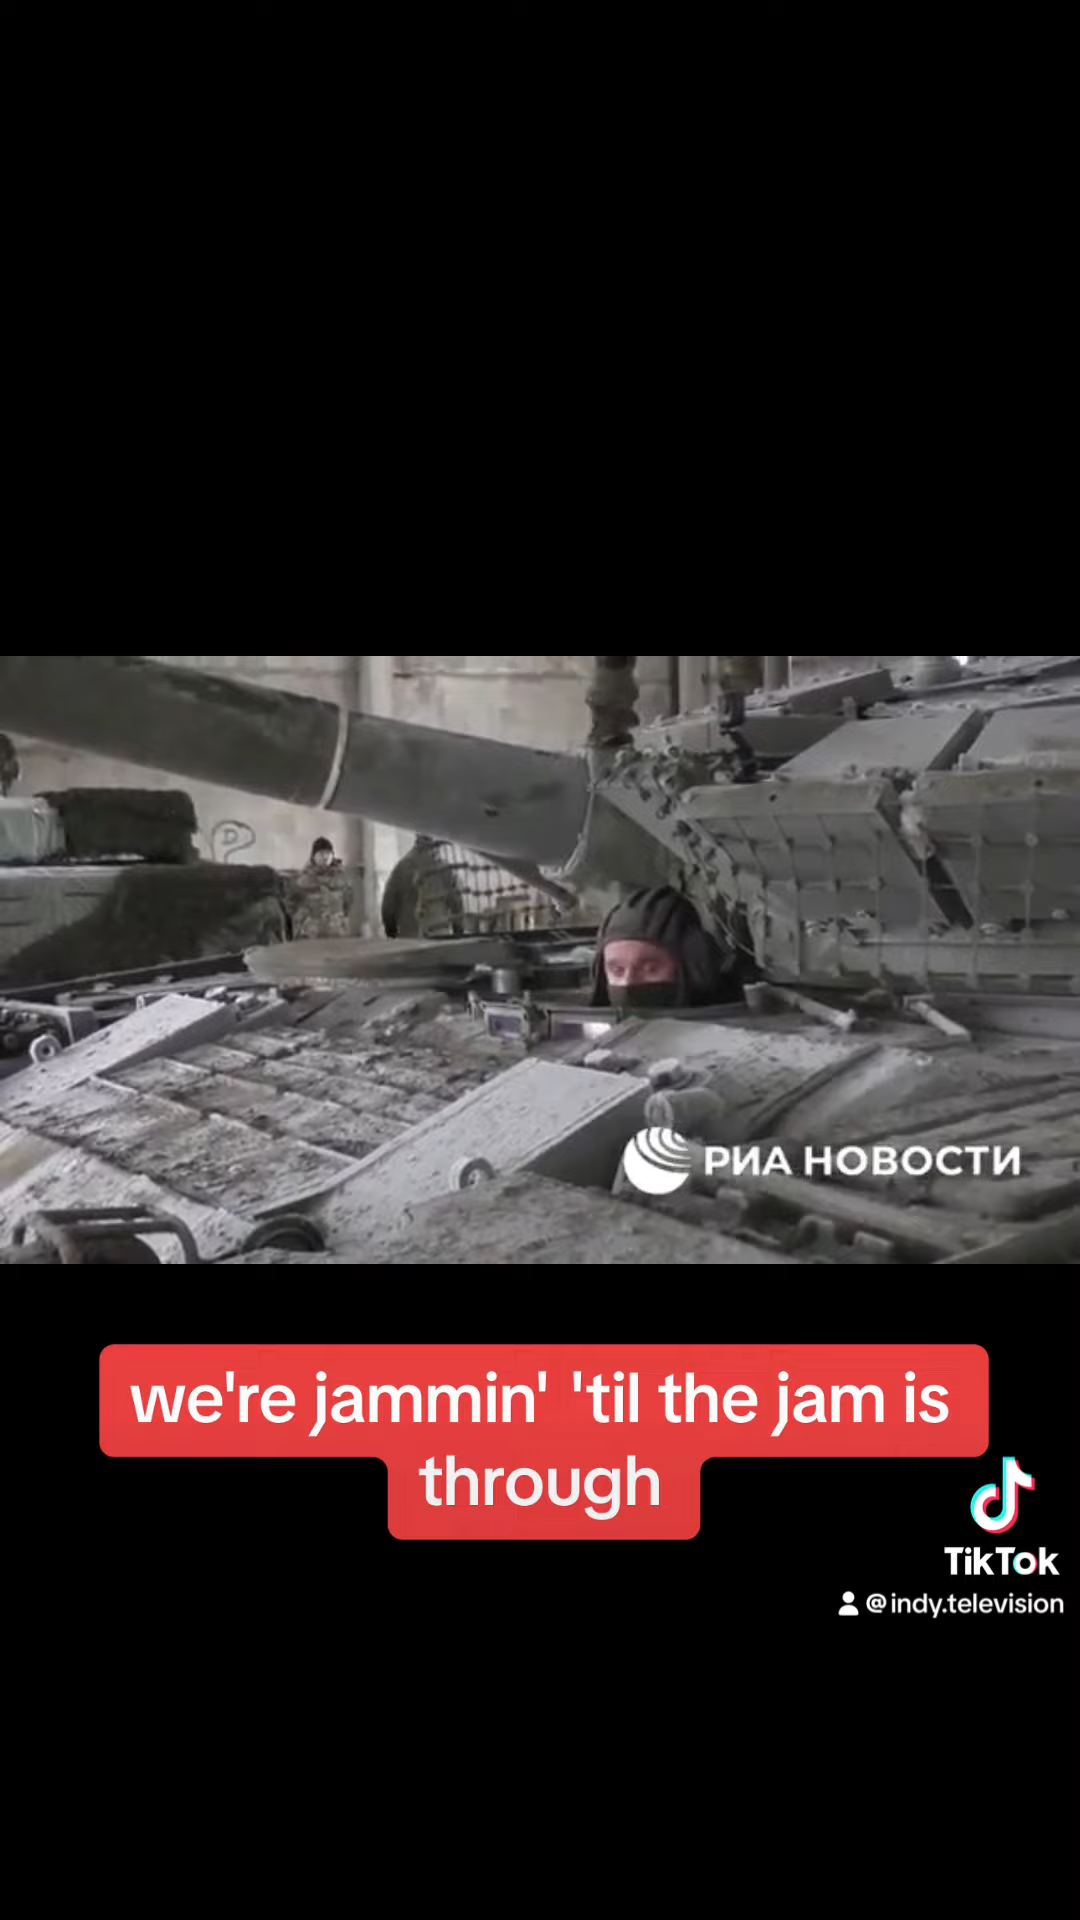 D
РИА НОВОСТИ
we're jammin' 'til the jam is
through
TikTok
@indy.television